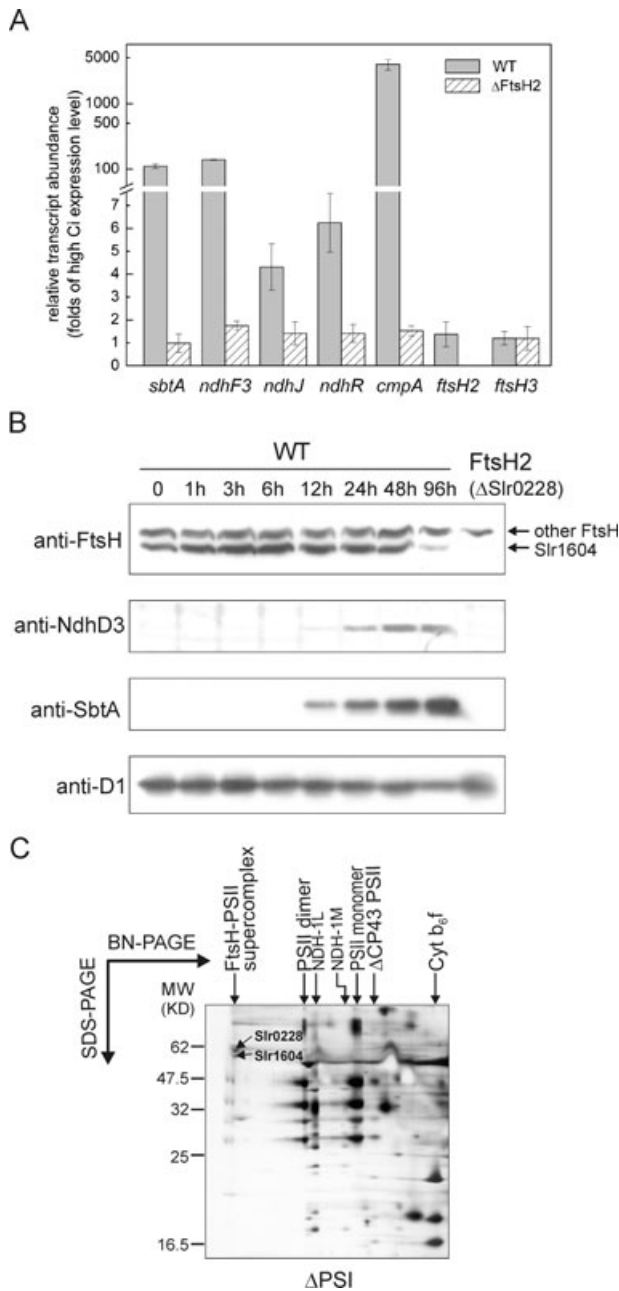 A
relative transcript abundance
(folds of high Ci expression level)
5000
1000
500
100
7
6
5
4
3
2
1
0
WT
ΔFtsH2
sbtA ndhF3 ndhJ ndhR cmpA ftsH2 ftsH3
B
WT
FtsH2
(ΔSlr0228)
0 1h 3h 6h 12h 24h 48h 96h
anti-FtsH
other FtsH
Slr1604
anti-NdhD3
anti-SbtA
anti-D1
C
BN-PAGE
SDS-PAGE
FtsH-PSII
supercomplex
PSII dimer
NDH-1L
NDH-1M
PSII monomer
ΔCP43 PSII
Cyt b6f
MW
(KD)
62
47.5
32
25
16.5
Slr0228
Slr1604
ΔPSI